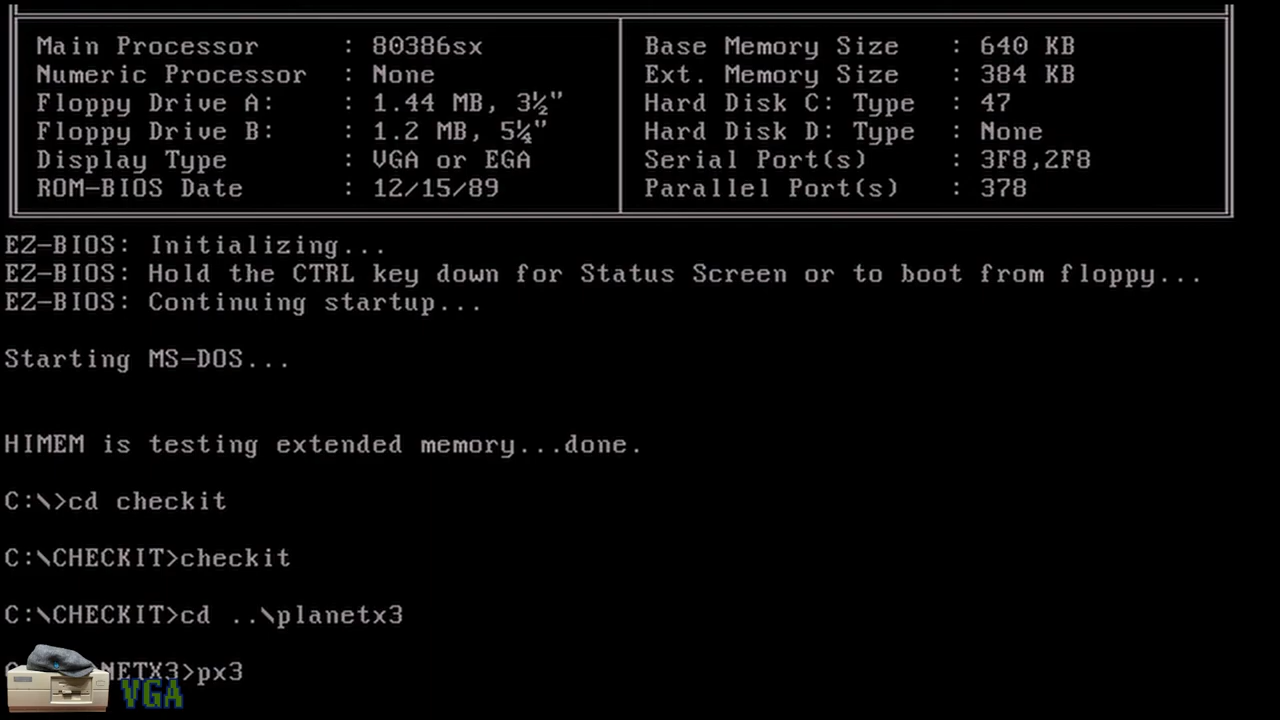 Main Processor : 80386sx Base Memory Size : 640 KB
Numeric Processor : None Ext. Memory Size : 384 KB
Floppy Drive A: : 1.44 MB, 3½" Hard Disk C: Type : 47
Floppy Drive B: : 1.2 MB, 5¼" Hard Disk D: Type : None
Display Type : VGA or EGA Serial Port(s) : 3F8,2F8
ROM-BIOS Date : 12/15/89 Parallel Port(s) : 378
EZ-BIOS: Initializing...
EZ-BIOS: Hold the CTRL key down for Status Screen or to boot from floppy...
EZ-BIOS: Continuing startup...
Starting MS-DOS...
HIMEM is testing extended memory...done.
C:\>cd checkit
C:\CHECKIT>checkit
C:\CHECKIT>cd ..\planetx3
NETX3>px3
VGA